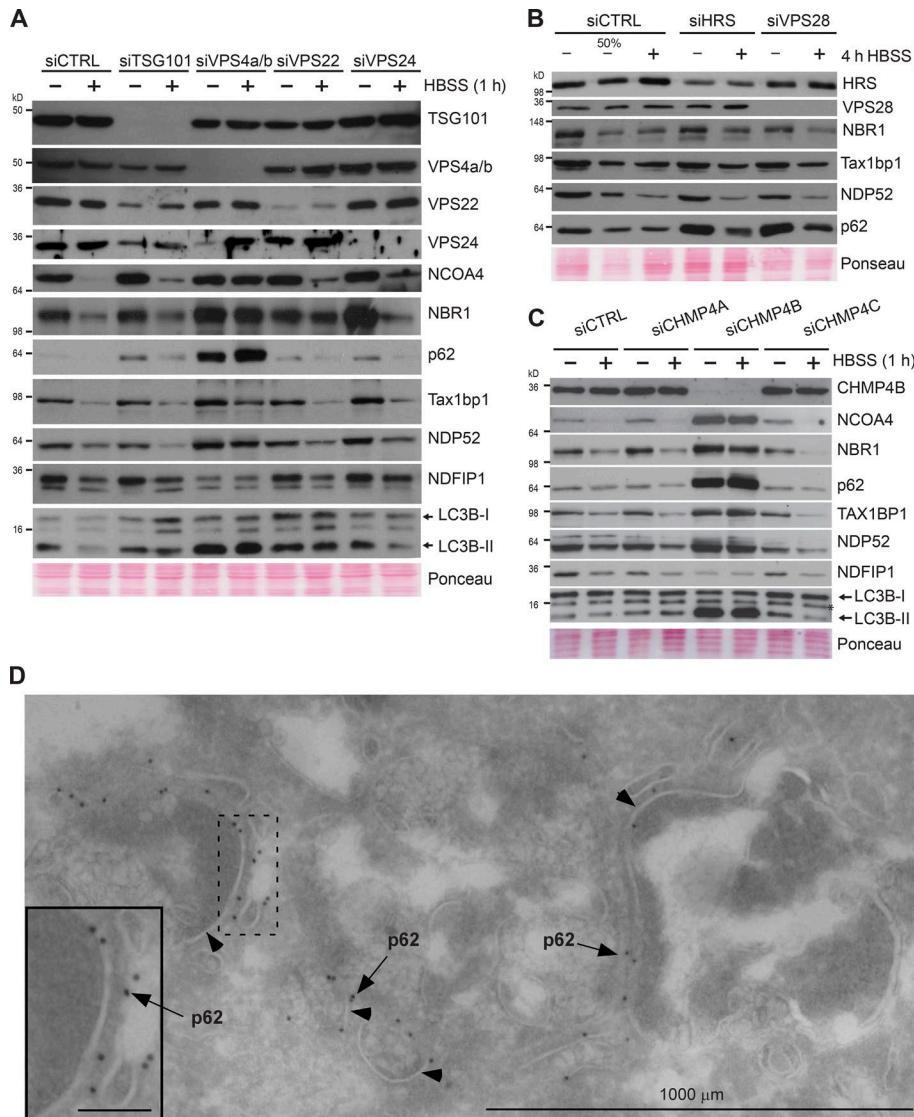 A
siCTRL siTSG101 siVPS4a/b siVPS22 siVPS24
– + – + – + – + – + HBSS (1 h)
kD
50 TSG101
50 VPS4a/b
36 VPS22
36 VPS24
64 NCOA4
98 NBR1
64 p62
Tax1bp1
64 NDP52
36 NDFIP1
LC3B-I
16
LC3B-II
Ponceau
B
siCTRL siHRS siVPS28
50%
– – + – + – + 4 h HBSS
kD
98 HRS
36 VPS28
148 NBR1
98 Tax1bp1
64 NDP52
64 p62
Ponseau
C
siCTRL siCHMP4A siCHMP4B siCHMP4C
– + – + – + – + HBSS (1 h)
kD
36 CHMP4B
64 NCOA4
98 NBR1
64 p62
98 TAX1BP1
64 NDP52
36 NDFIP1
LC3B-I
16 *
LC3B-II
Ponceau
D
p62
p62
p62
1000 μm